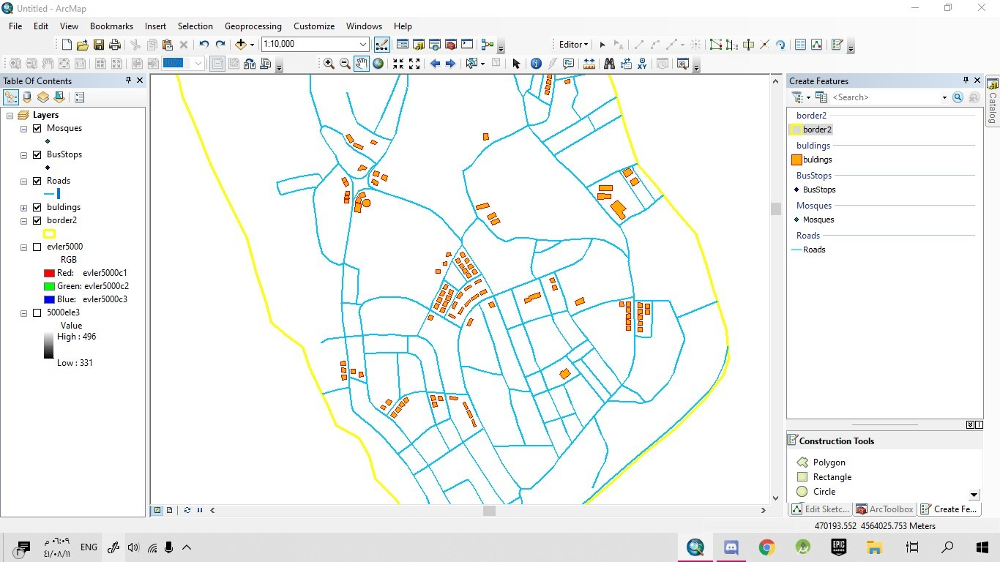 Untitled - ArcMap
File Edit View Bookmarks Insert Selection Geoprocessing Customize Windows Help
1:10,000
Editor
100%
Table Of Contents
Layers
Mosques
BusStops
Roads
buldings
border2
evler5000
RGB
Red: evler5000c1
Green: evler5000c2
Blue: evler5000c3
5000ele3
Value
High : 496
Low : 331
Create Features
<Search>
border2
border2
buldings
buldings
BusStops
BusStops
Mosques
Mosques
Roads
Roads
Construction Tools
Polygon
Rectangle
Circle
Edit Sketc... ArcToolbox Create Fe...
Catalog
470193.552 4564025.753 Meters
٠٦:٠٩ م
٤١/٠٨/١١
ENG
EPIC
GAMES